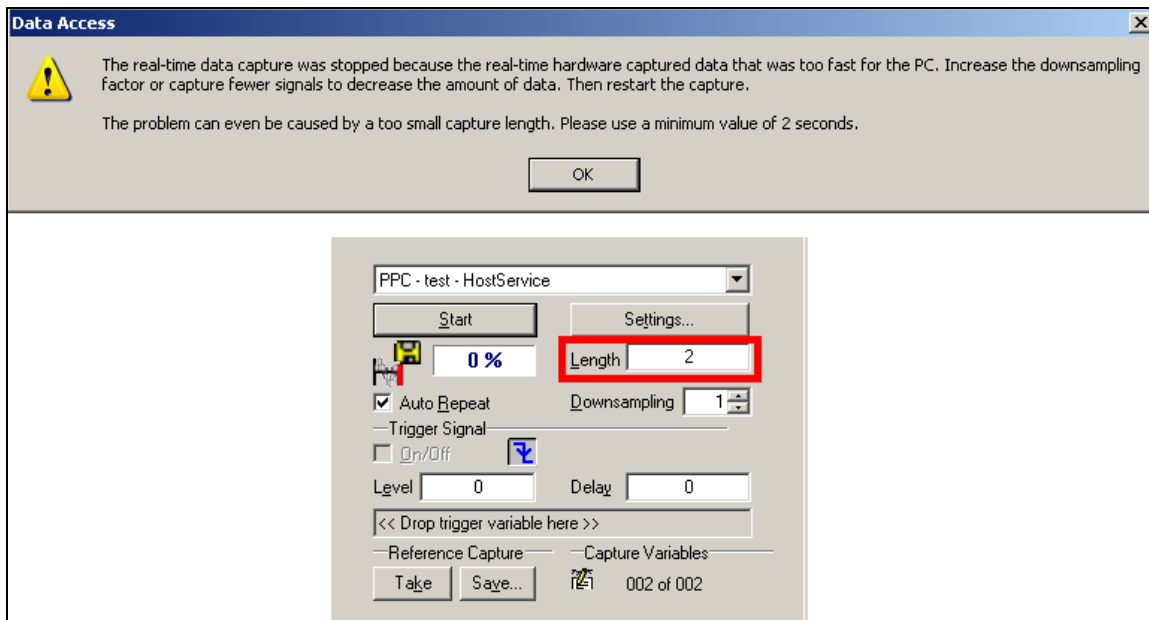 Data Access
The real-time data capture was stopped because the real-time hardware captured data that was too fast for the PC. Increase the downsampling
factor or capture fewer signals to decrease the amount of data. Then restart the capture.
The problem can even be caused by a too small capture length. Please use a minimum value of 2 seconds.
OK
PPC - test - HostService
Start Settings...
0 % Length 2
Auto Repeat Downsampling 1
Trigger Signal
On/Off
Level 0 Delay 0
<< Drop trigger variable here >>
Reference Capture Capture Variables
Take Save... 002 of 002